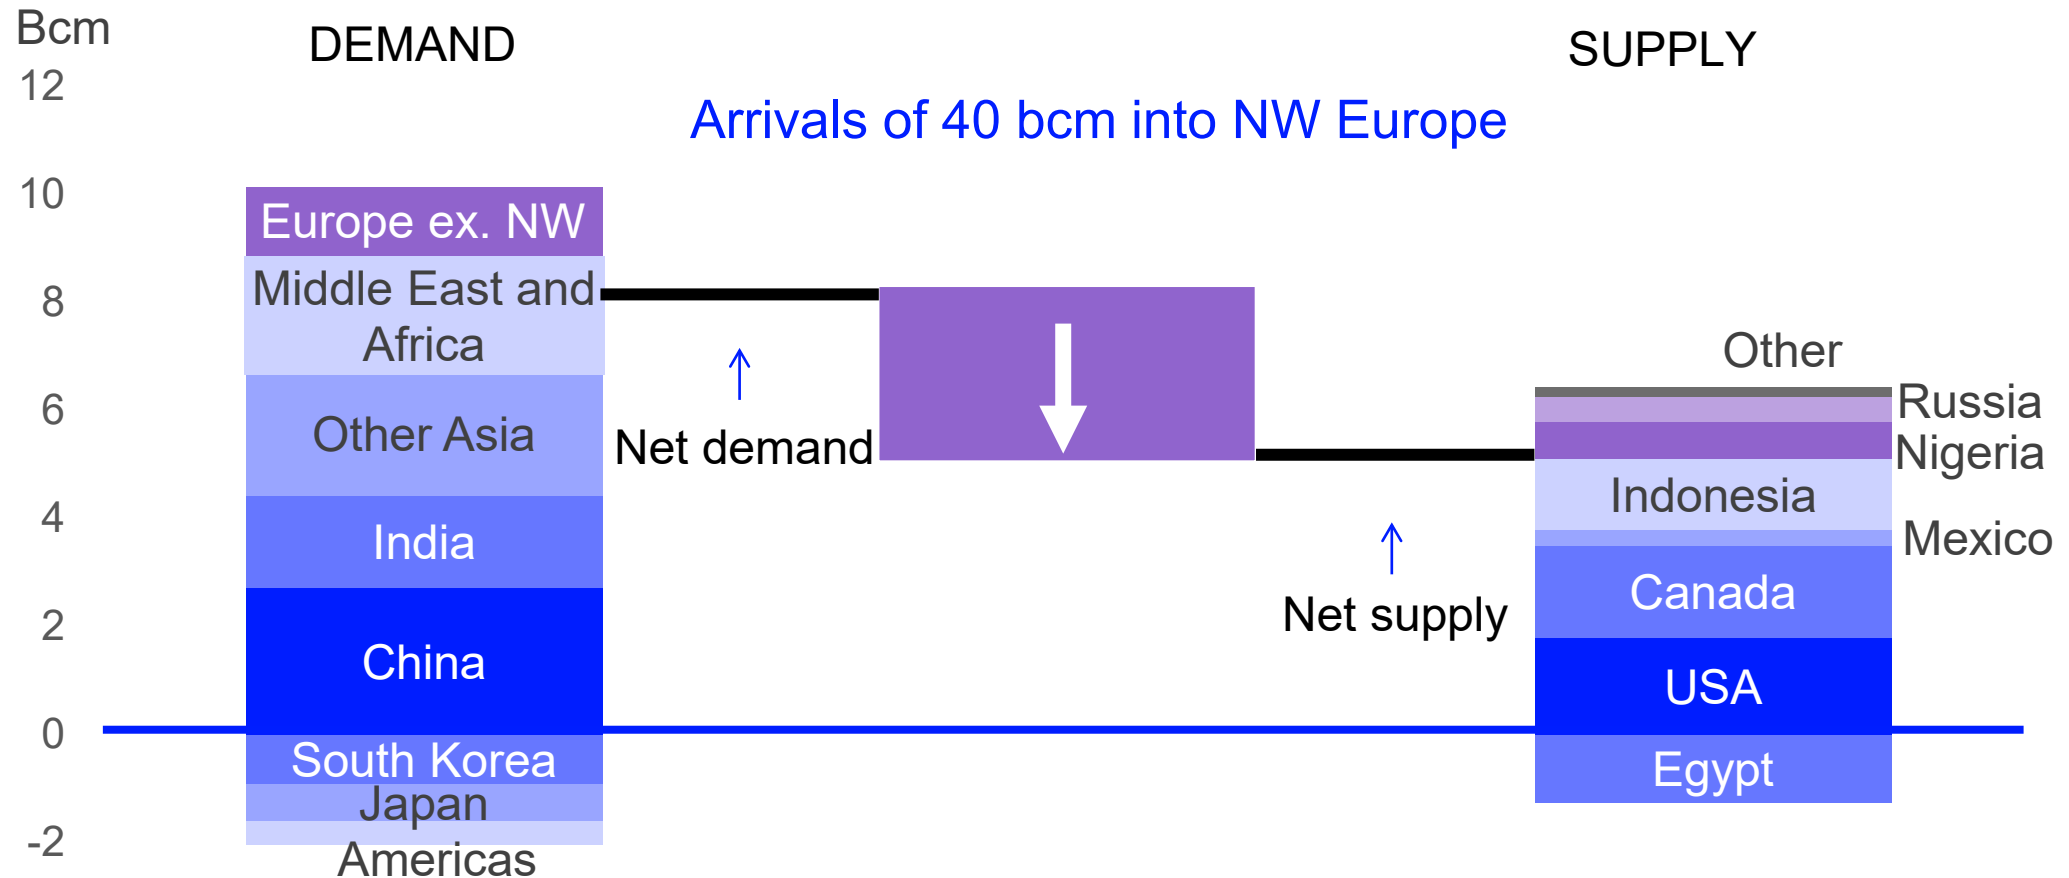 Bcm
DEMAND
SUPPLY
12
Arrivals of 40 bcm into NW Europe
10
Europe ex. NW
8
Middle East and
Africa
Other
6
Russia
Other Asia
Net demand
Nigeria
Indonesia
4
India
Mexico
Canada
Net supply
2
China
USA
0
South Korea
Egypt
Japan
-2
Americas